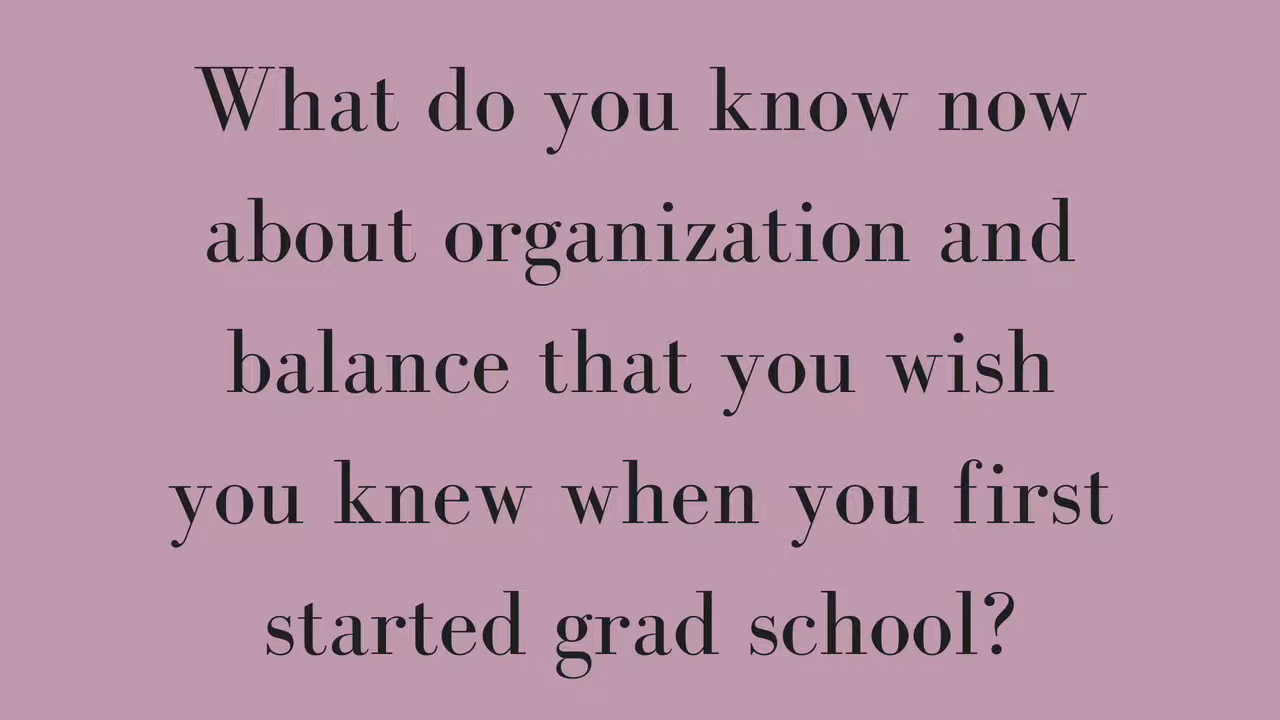 What do you know now
about organization and
balance that you wish
you knew when you first
started grad school?